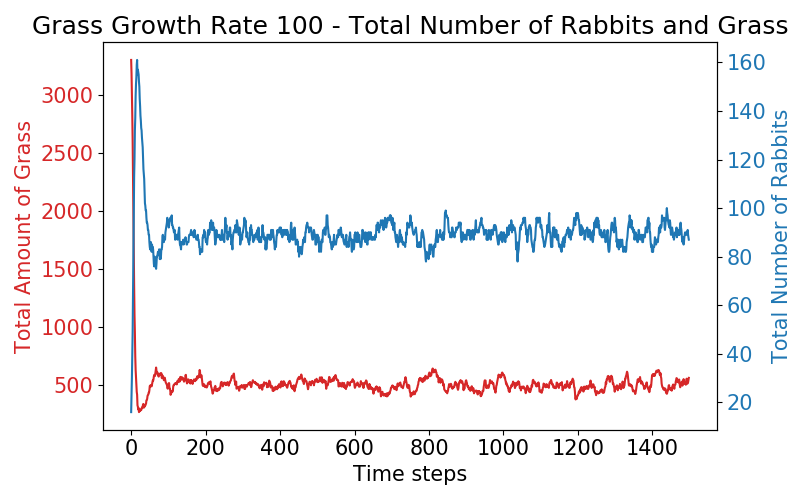 Grass Growth Rate 100 - Total Number of Rabbits and Grass
Total Amount of Grass
3000
2500
2000
1500
1000
500
160
140
120
100
80
60
40
20
Total Number of Rabbits
0 200 400 600 800 1000 1200 1400
Time steps